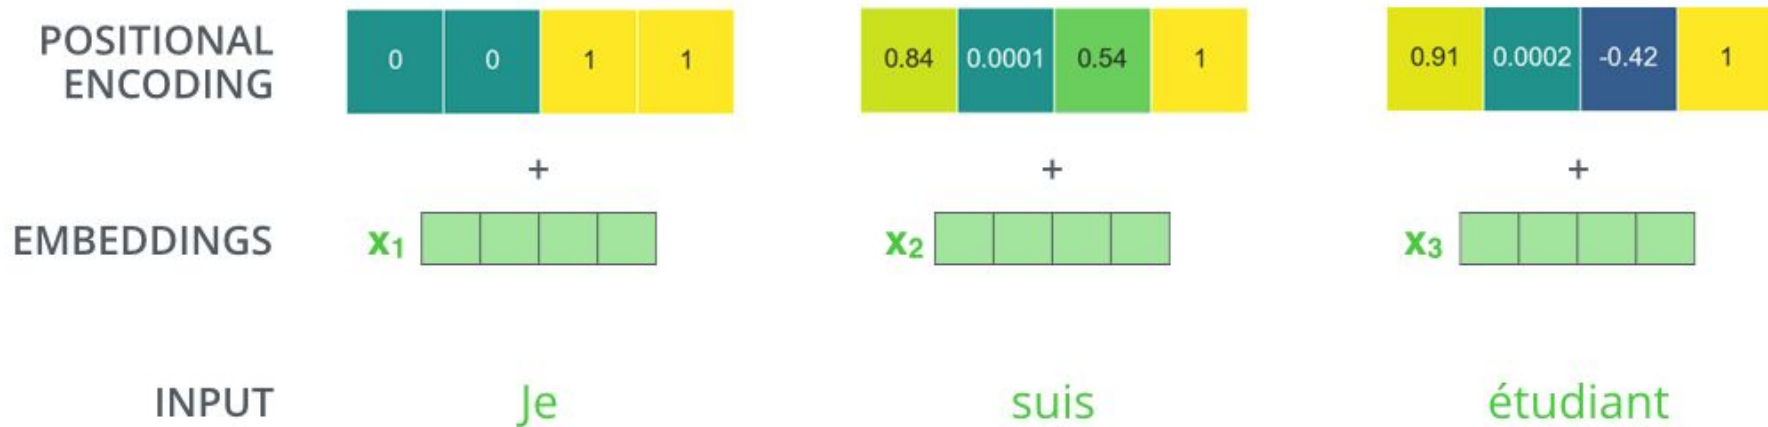 POSITIONAL
ENCODING
0 0 1 1
0.84 0.0001 0.54 1
0.91 0.0002 -0.42 1
+ + +
EMBEDDINGS
x1
x2
x3
INPUT
Je
suis
étudiant